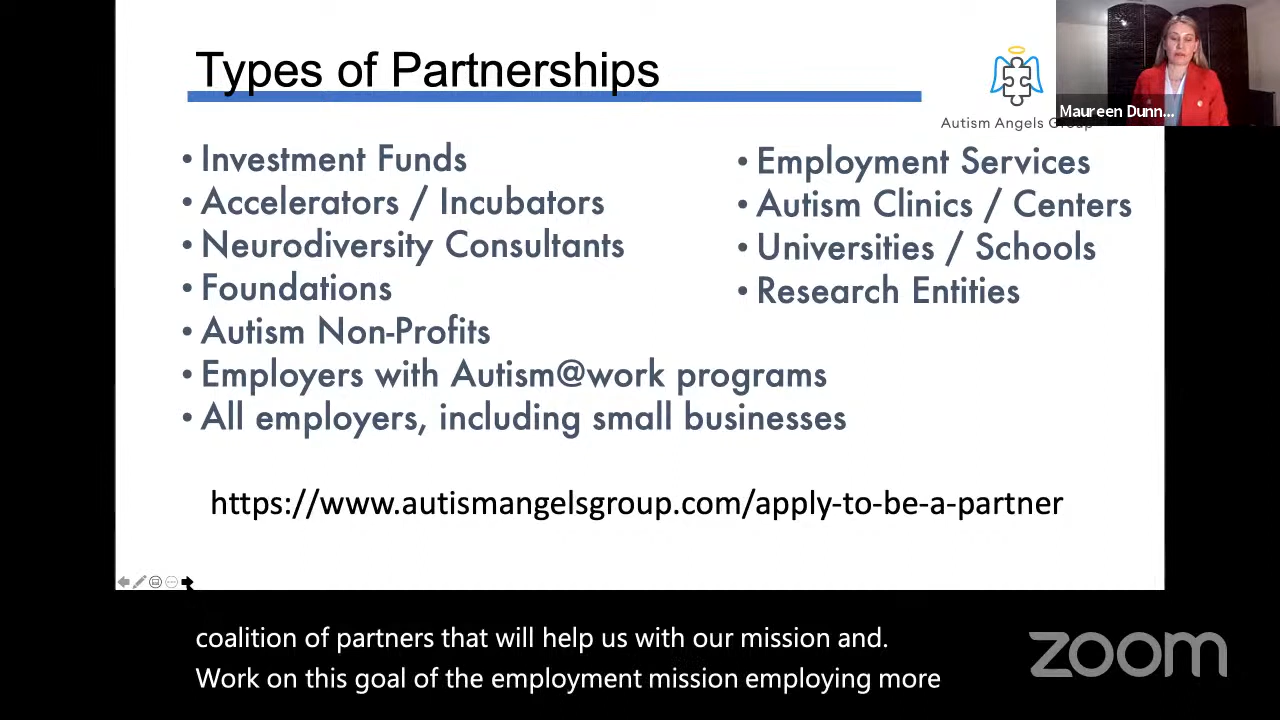 Types of Partnerships
Autism Angels Group
Maureen Dunn...
• Investment Funds
• Accelerators / Incubators
• Neurodiversity Consultants
• Foundations
• Autism Non-Profits
• Employers with Autism@work programs
• All employers, including small businesses
• Employment Services
• Autism Clinics / Centers
• Universities / Schools
• Research Entities
https://www.autismangelsgroup.com/apply-to-be-a-partner
coalition of partners that will help us with our mission and.
Work on this goal of the employment mission employing more
zoom